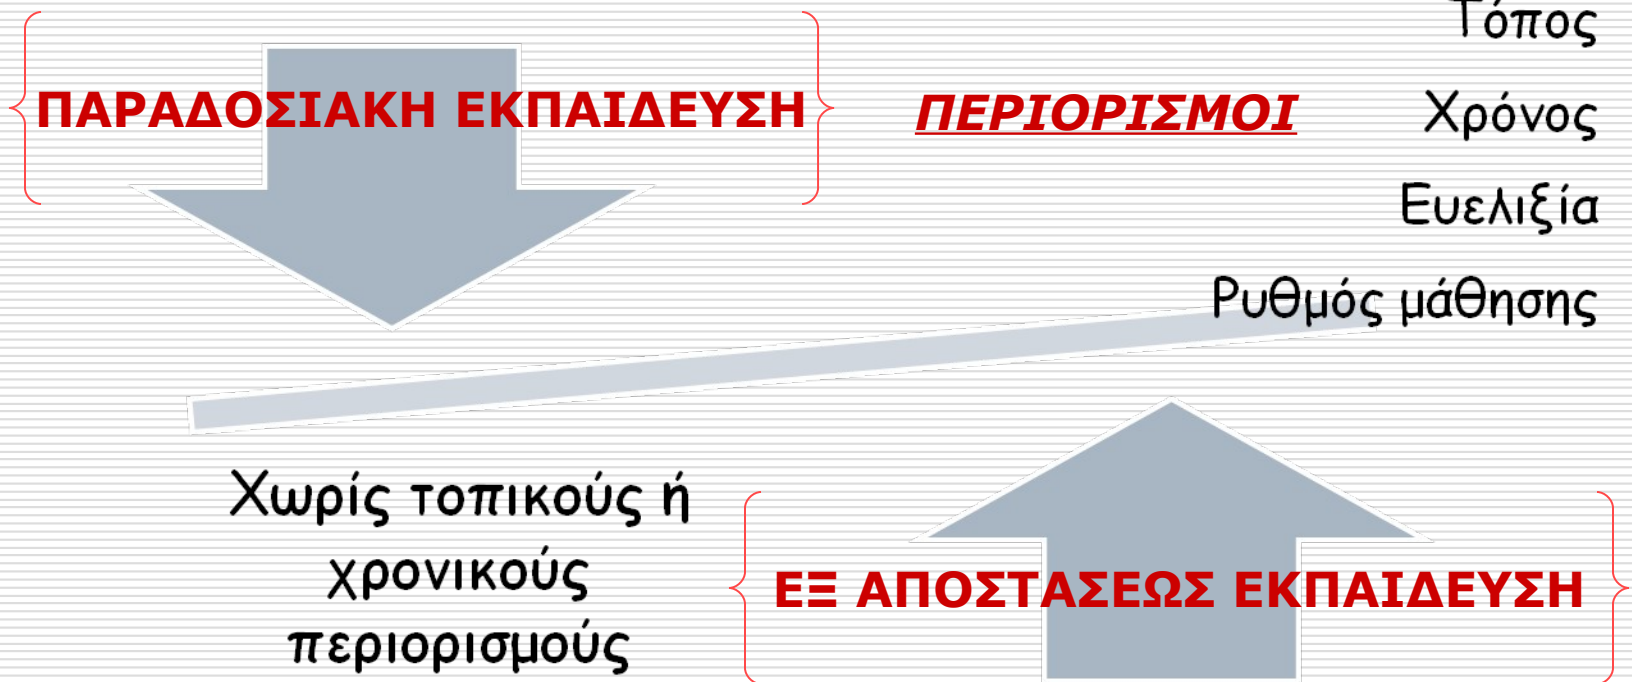 ΠΑΡΑΔΟΣΙΑΚΗ ΕΚΠΑΙΔΕΥΣΗ
ΠΕΡΙΟΡΙΣΜΟΙ
Τόπος
Χρόνος
Ευελιξία
Ρυθμός μάθησης
Χωρίς τοπικούς ή
χρονικούς
περιορισμούς
ΕΞ ΑΠΟΣΤΑΣΕΩΣ ΕΚΠΑΙΔΕΥΣΗ